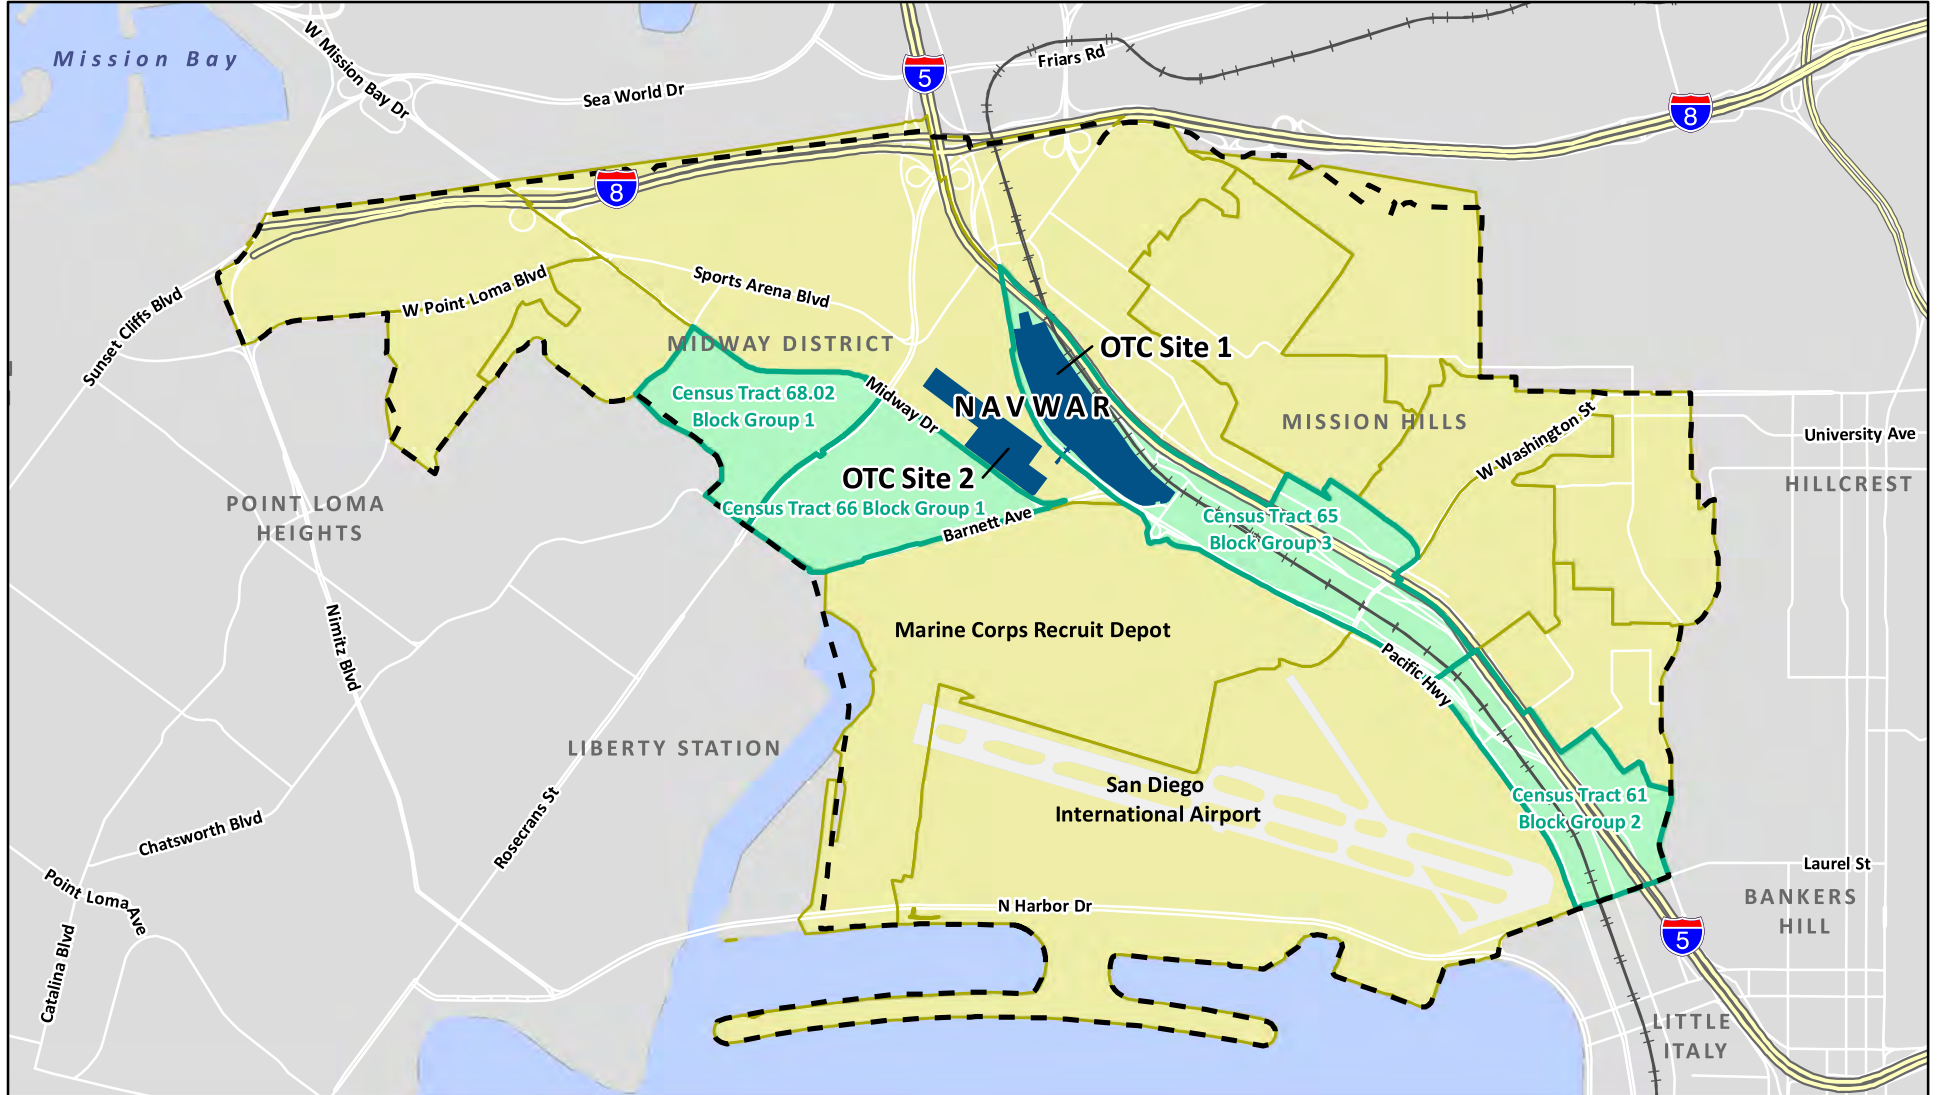 Mission Bay
W Mission Bay Dr
Sea World Dr
5
Friars Rd
8
8
Sunset Cliffs Blvd
W Point Loma Blvd
Sports Arena Blvd
MIDWAY DISTRICT
OTC Site 1
Census Tract 68.02
Block Group 1
Midway Dr
NAVWAR
MISSION HILLS
W Washington St
University Ave
HILLCREST
OTC Site 2
Census Tract 66 Block Group 1
Barnett Ave
Census Tract 65
Block Group 3
POINT LOMA
HEIGHTS
Nimitz Blvd
Marine Corps Recruit Depot
Pacific Hwy
LIBERTY STATION
San Diego
International Airport
Census Tract 61
Block Group 2
Chatsworth Blvd
Rosecrans St
Laurel St
Point Loma Ave
Catalina Blvd
N Harbor Dr
BANKERS
HILL
5
LITTLE
ITALY